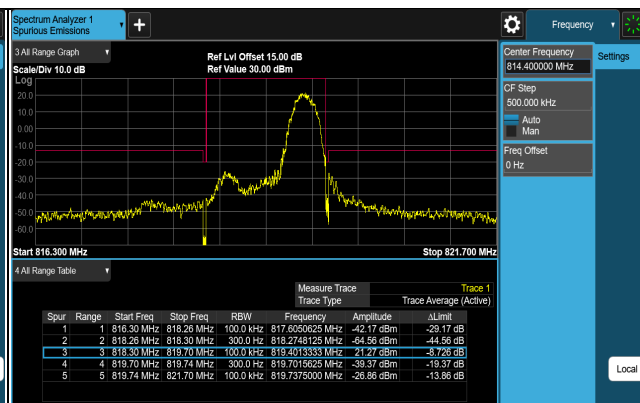 Spectrum Analyzer 1
Spurious Emissions
+
Frequency
3 All Range Graph
Ref Lvl Offset 15.00 dB
Scale/Div 10.0 dB
Ref Value 30.00 dBm
Log
20.0
10.0
0.00
-10.0
-20.0
-30.0
-40.0
-50.0
-60.0
Start 816.300 MHz
Stop 821.700 MHz
4 All Range Table
Measure Trace Trace 1
Trace Type Trace Average (Active)
Spur Range Start Freq Stop Freq RBW Frequency Amplitude ΔLimit
1 1 816.30 MHz 818.26 MHz 100.0 kHz 817.6050625 MHz -42.17 dBm -29.17 dB
2 2 818.26 MHz 818.30 MHz 300.0 Hz 818.2748125 MHz -64.56 dBm -44.56 dB
3 3 818.30 MHz 819.70 MHz 100.0 kHz 819.4013333 MHz 21.27 dBm -8.726 dB
4 4 819.70 MHz 819.74 MHz 300.0 Hz 819.7015625 MHz -39.37 dBm -19.37 dB
5 5 819.74 MHz 821.70 MHz 100.0 kHz 819.7375000 MHz -26.86 dBm -13.86 dB
Center Frequency
814.400000 MHz
Settings
CF Step
500.000 kHz
Auto
Man
Freq Offset
0 Hz
Local